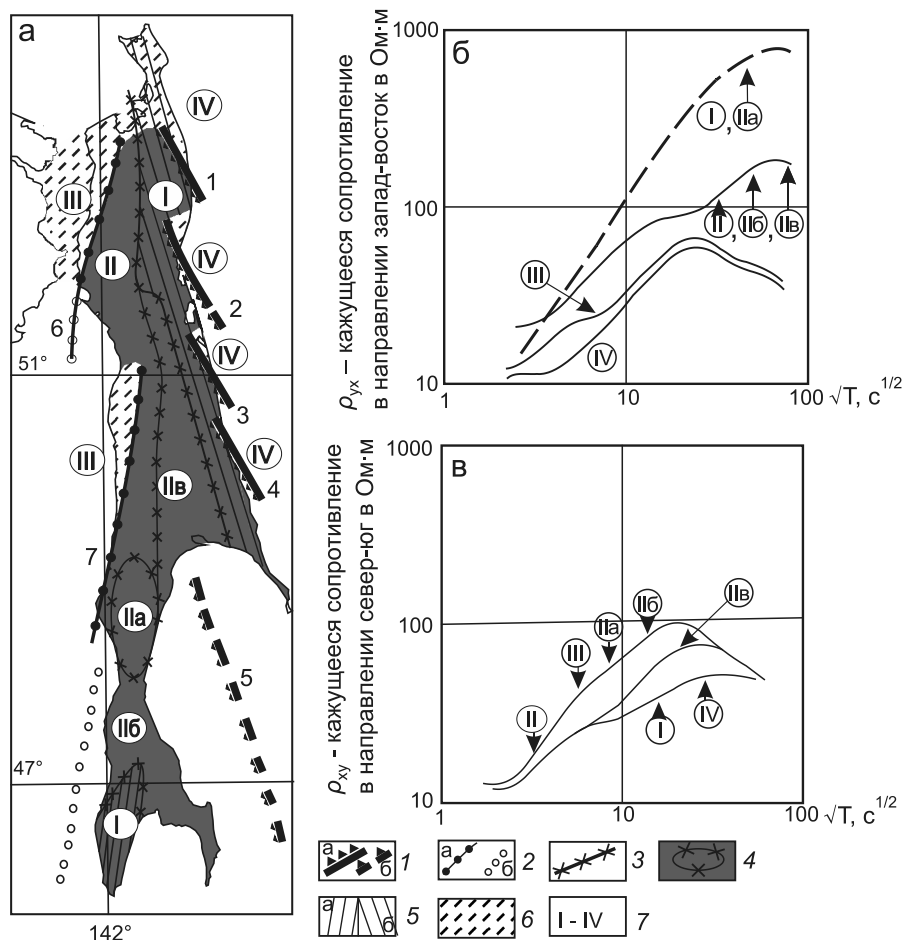 а
IV
1
I
III
II
IV
2
6
IV
51°
3
III
IV
4
IIв
7
IIа
5
IIб
47°
I
142°
б
ρyx – кажущееся сопротивление
в направлении запад-восток в Ом·м
1000
100
10
I, IIа
II, IIб, IIв
III
IV
1 10 100 √T, с1/2
в
ρxy - кажущееся сопротивление
в направлении север-юг в Ом·м
1000
100
10
IIв
IIб
IIа
III
II
I
IV
1 10 100 √T, с1/2
а б 1
а б 2
3
4
а б 5
6
I - IV 7